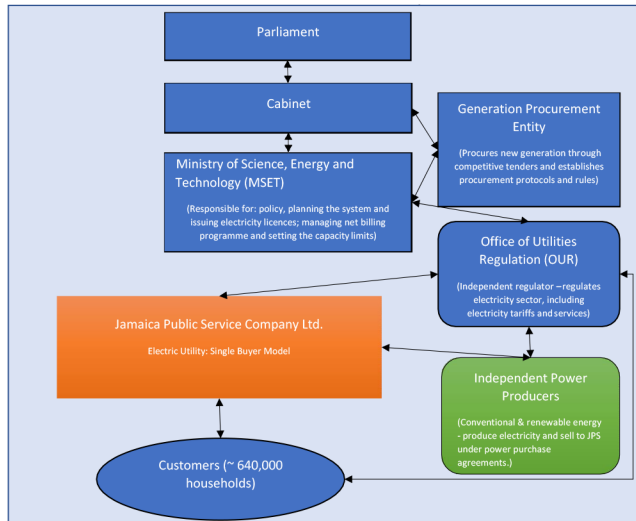 Parliament
Cabinet
Generation Procurement
Entity
(Procures new generation through
competitive tenders and establishes
procurement protocols and rules)
Ministry of Science, Energy and
Technology (MSET)
(Responsible for: policy, planning the system and
issuing electricity licences; managing net billing
programme and setting the capacity limits)
Office of Utilities
Regulation (OUR)
(Independent regulator – regulates
electricity sector, including
electricity tariffs and services)
Jamaica Public Service Company Ltd.
Electric Utility: Single Buyer Model
Independent Power
Producers
(Conventional & renewable energy
- produce electricity and sell to JPS
under power purchase
agreements.)
Customers (~ 640,000
households)